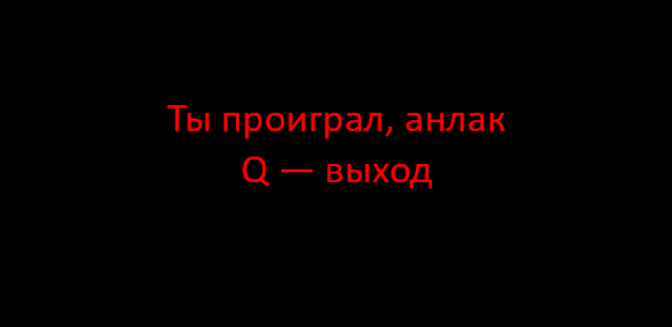 Ты проиграл, анлак
Q — выход